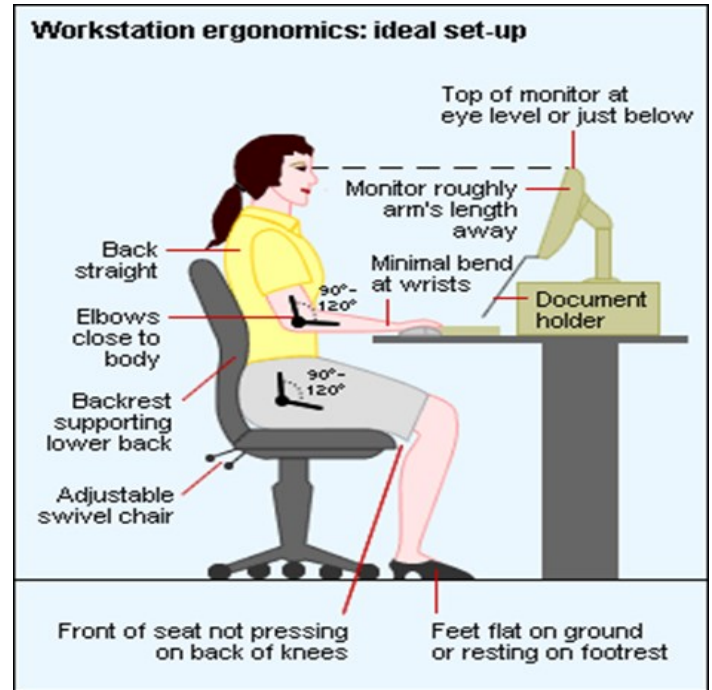 Workstation ergonomics: ideal set-up
Top of monitor at
eye level or just below
Monitor roughly
arm's length
away
Back
straight
Minimal bend
at wrists
90°-
120°
Document
holder
Elbows
close to
body
90°-
120°
Backrest
supporting
lower back
Adjustable
swivel chair
Front of seat not pressing
on back of knees
Feet flat on ground
or resting on footrest